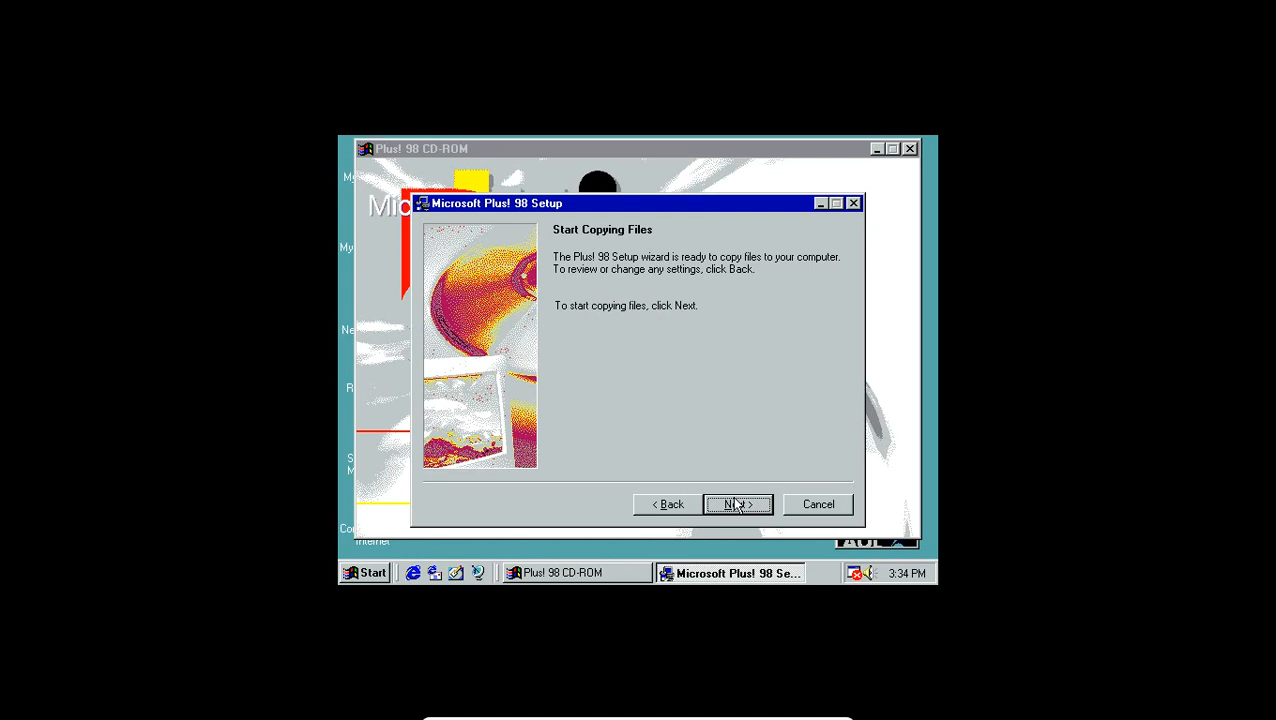 Plus! 98 CD-ROM
Microsoft Plus! 98 Setup
Start Copying Files
The Plus! 98 Setup wizard is ready to copy files to your computer.
To review or change any settings, click Back.
To start copying files, click Next.
< Back
Cancel
Internet
Start
Plus! 98 CD-ROM
Microsoft Plus! 98 Se...
3:34 PM